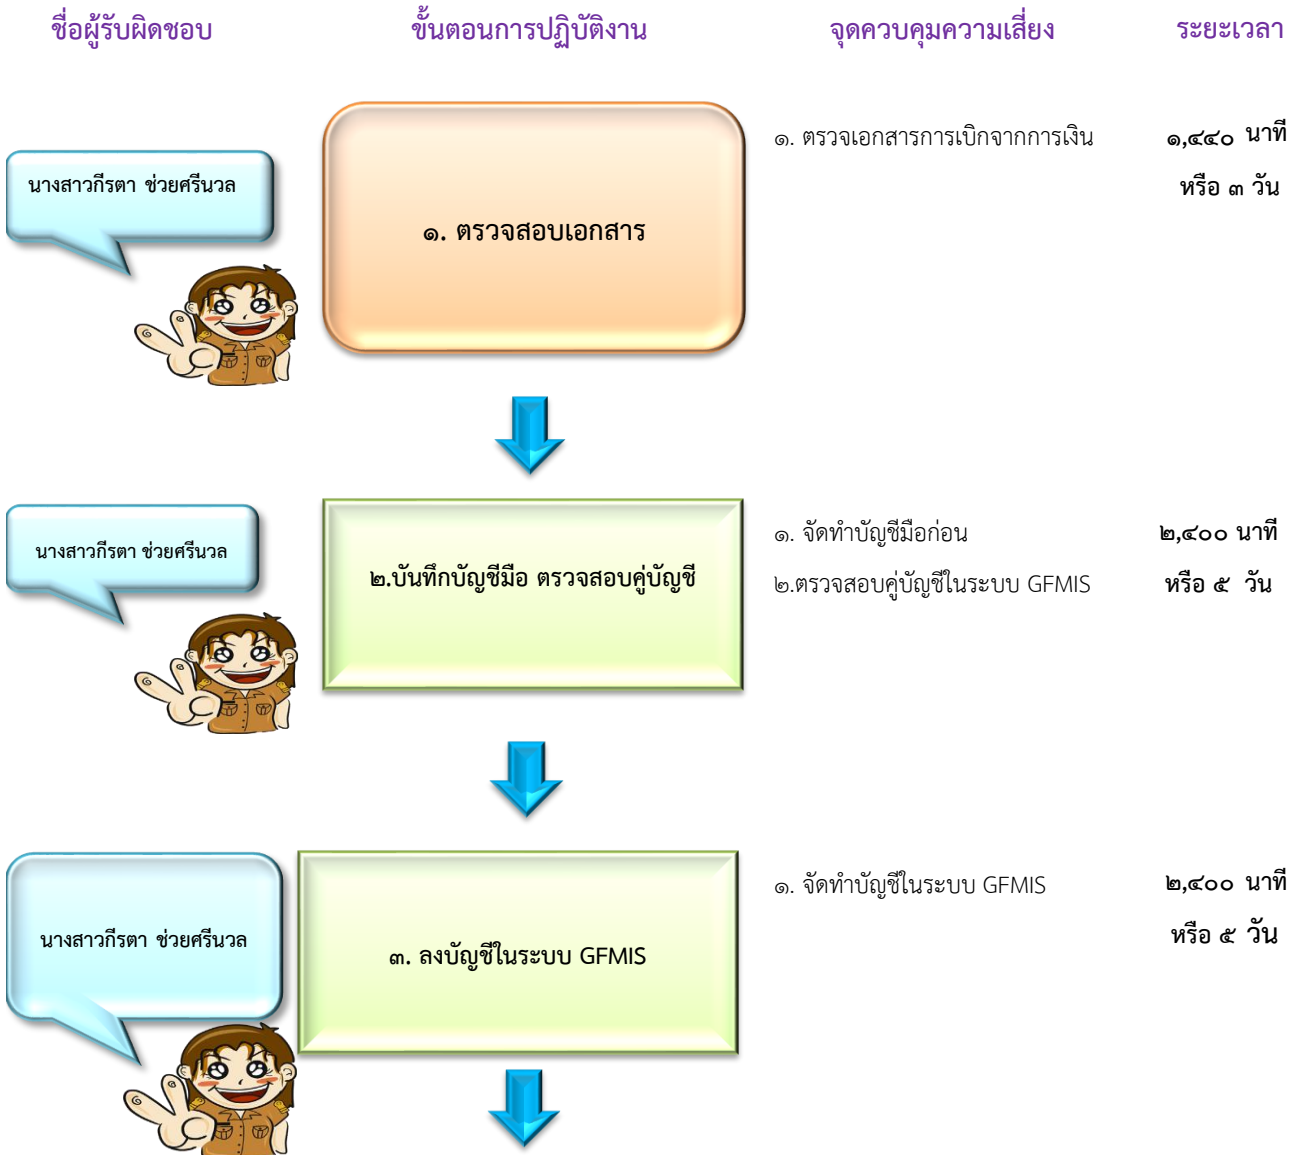 ชื่อผู้รับผิดชอบ ขั้นตอนการปฏิบัติงาน จุดควบคุมความเสี่ยง ระยะเวลา
นางสาวกีรตา ช่วยศรีนวล
๑. ตรวจสอบเอกสาร
๑. ตรวจเอกสารการเบิกจากการเงิน
๑,๔๔๐ นาที
หรือ ๓ วัน
นางสาวกีรตา ช่วยศรีนวล
๒.บันทึกบัญชีมือ ตรวจสอบคู่บัญชี
๑. จัดทำบัญชีมือก่อน
๒.ตรวจสอบคู่บัญชีในระบบ GFMIS
๒,๔๐๐ นาที
หรือ ๕ วัน
นางสาวกีรตา ช่วยศรีนวล
๓. ลงบัญชีในระบบ GFMIS
๑. จัดทำบัญชีในระบบ GFMIS
๒,๔๐๐ นาที
หรือ ๕ วัน